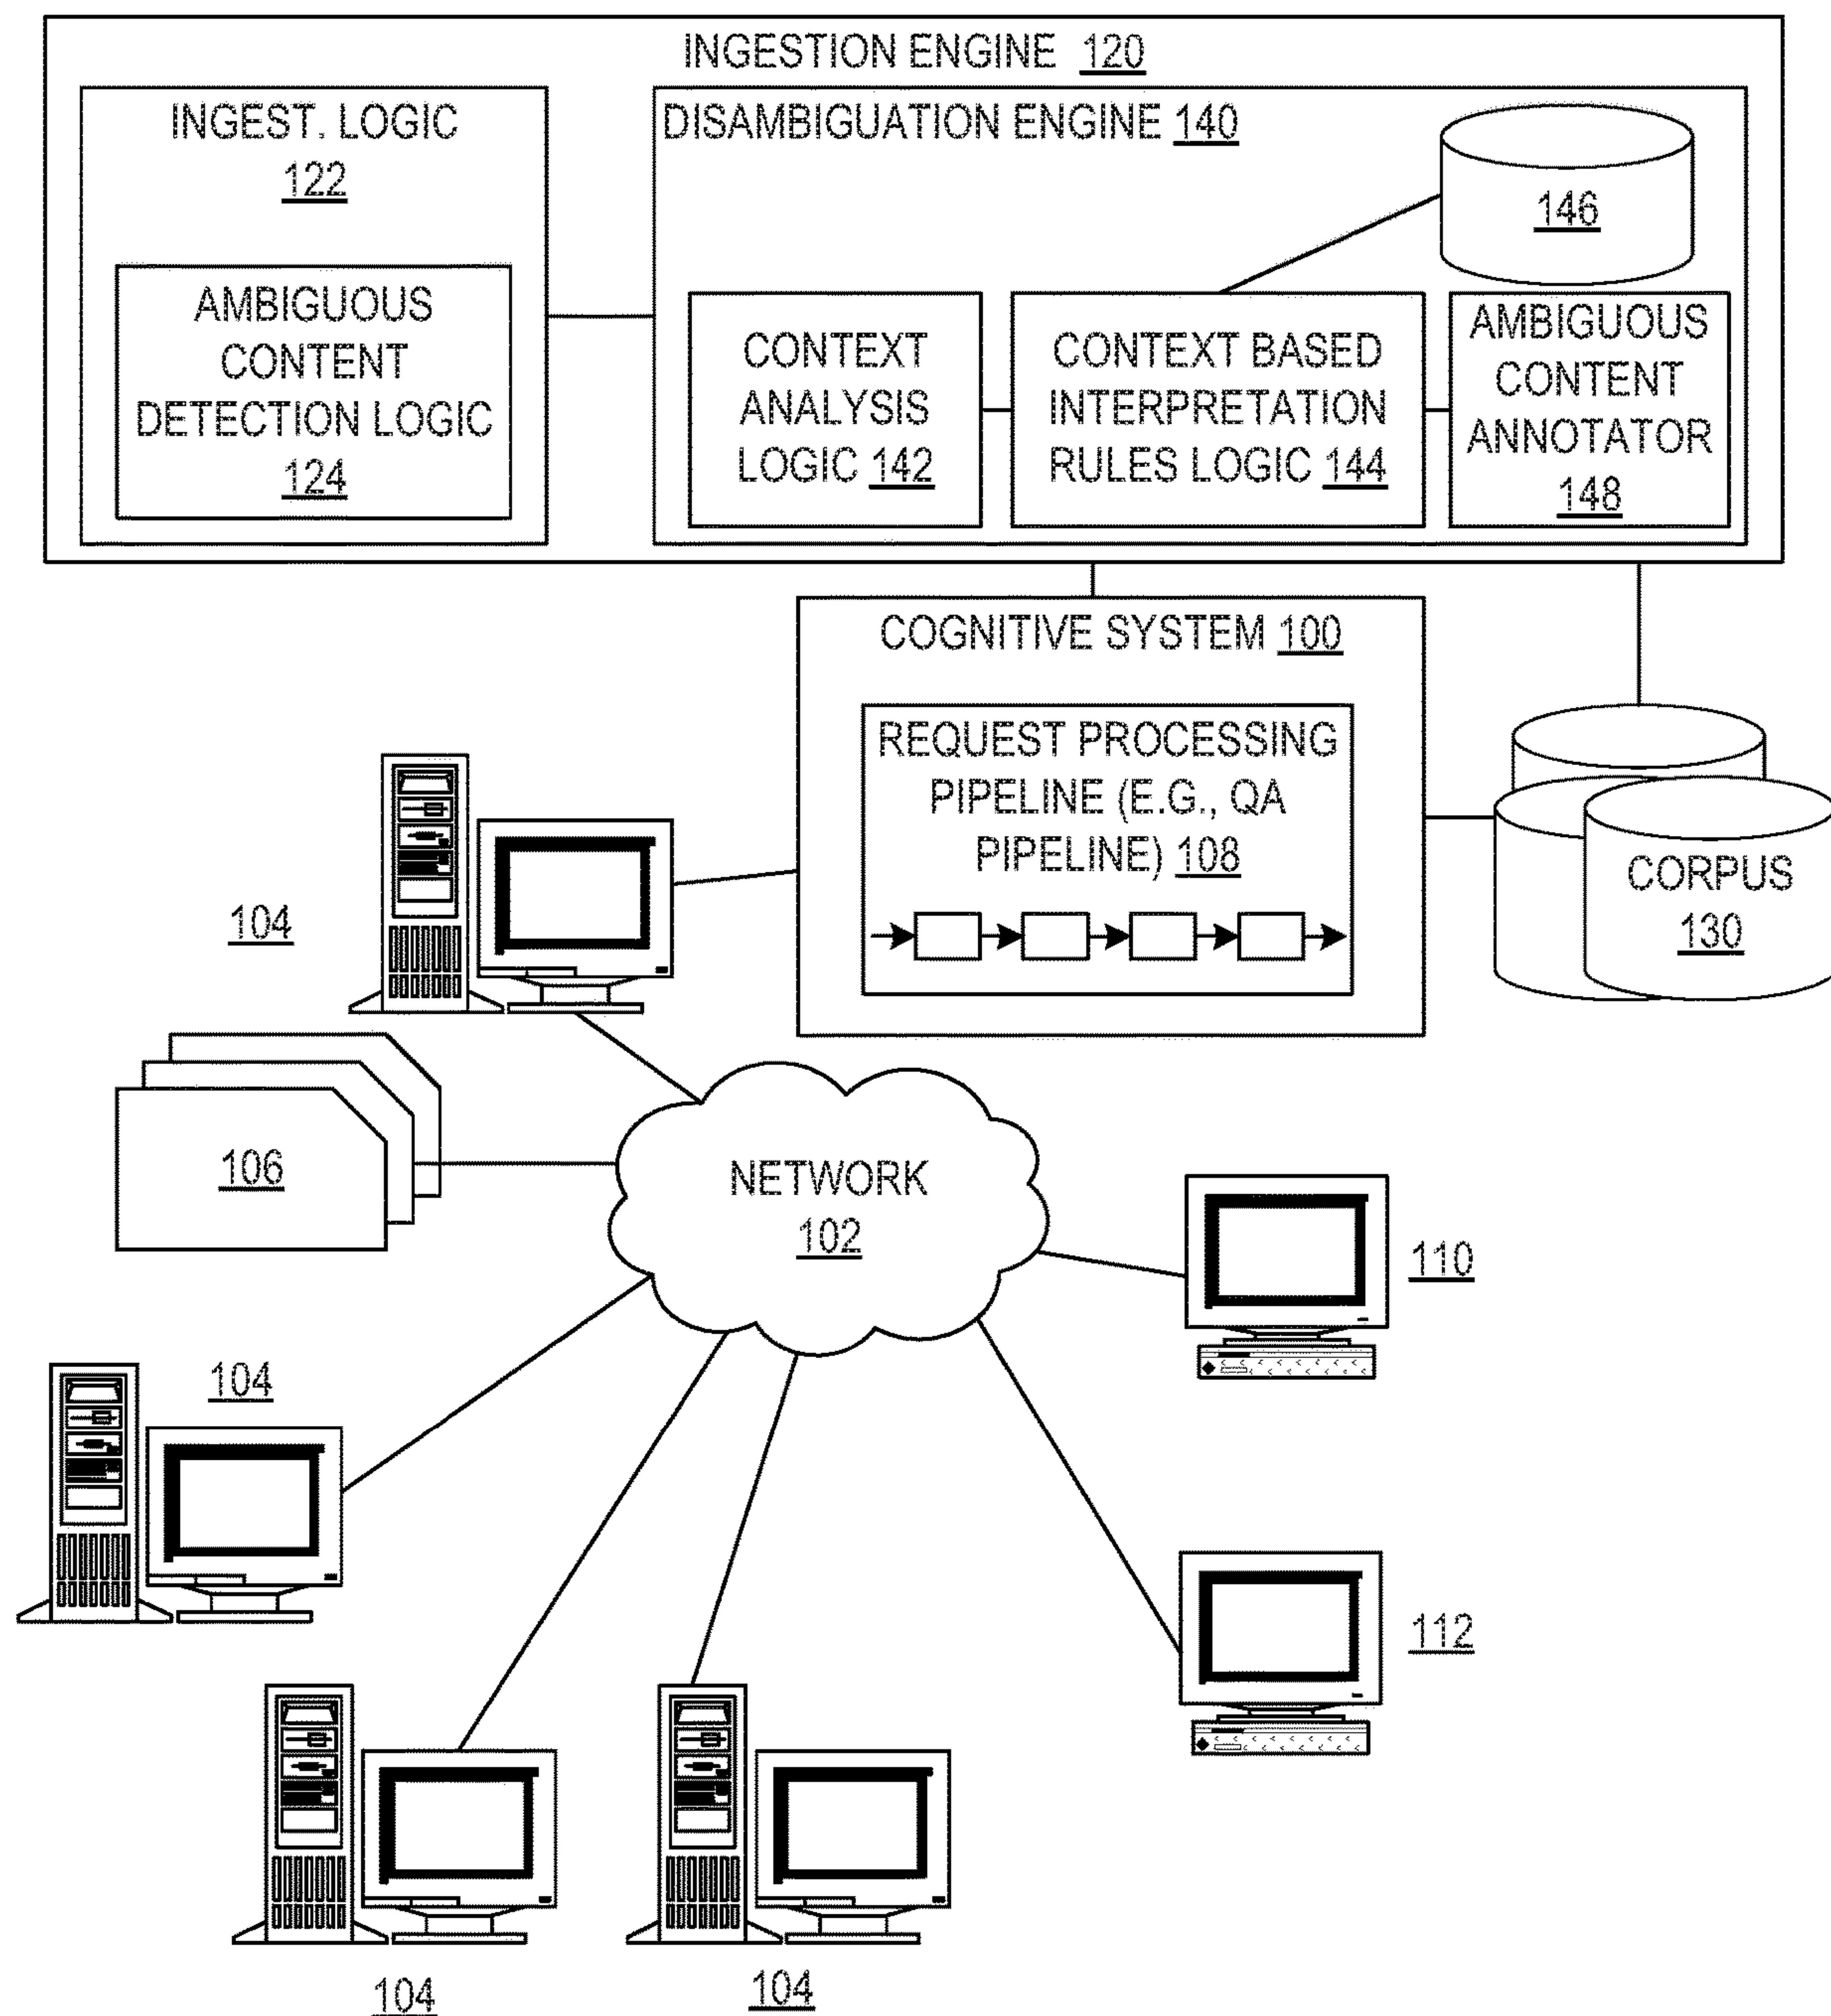 INGESTION ENGINE 120
INGEST. LOGIC
122
AMBIGUOUS
CONTENT
DETECTION LOGIC
124
DISAMBIGUATION ENGINE 140
146
CONTEXT
ANALYSIS
LOGIC 142
CONTEXT BASED
INTERPRETATION
RULES LOGIC 144
AMBIGUOUS
CONTENT
ANNOTATOR
148
COGNITIVE SYSTEM 100
REQUEST PROCESSING
PIPELINE (E.G., QA
PIPELINE) 108
CORPUS
130
104
106
NETWORK
102
110
104
112
104
104